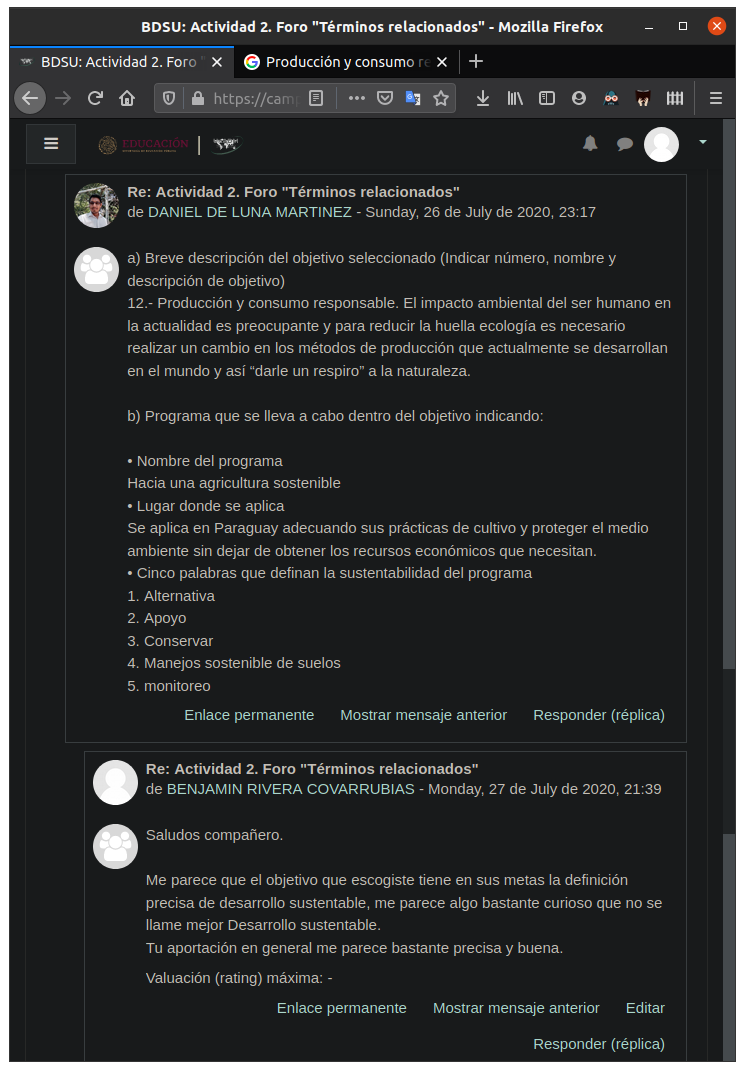 BDSU: Actividad 2. Foro "Términos relacionados" - Mozilla Firefox
BDSU: Actividad 2. Foro "
Producción y consumo re
https://cam
EDUCACIÓN
Re: Actividad 2. Foro "Términos relacionados"
de DANIEL DE LUNA MARTINEZ - Sunday, 26 de July de 2020, 23:17
a) Breve descripción del objetivo seleccionado (Indicar número, nombre y
descripción de objetivo)
12.- Producción y consumo responsable. El impacto ambiental del ser humano en
la actualidad es preocupante y para reducir la huella ecología es necesario
realizar un cambio en los métodos de producción que actualmente se desarrollan
en el mundo y así “darle un respiro” a la naturaleza.
b) Programa que se lleva a cabo dentro del objetivo indicando:
• Nombre del programa
Hacia una agricultura sostenible
• Lugar donde se aplica
Se aplica en Paraguay adecuando sus prácticas de cultivo y proteger el medio
ambiente sin dejar de obtener los recursos económicos que necesitan.
• Cinco palabras que definan la sustentabilidad del programa
1. Alternativa
2. Apoyo
3. Conservar
4. Manejos sostenible de suelos
5. monitoreo
Enlace permanente Mostrar mensaje anterior Responder (réplica)
Re: Actividad 2. Foro "Términos relacionados"
de BENJAMIN RIVERA COVARRUBIAS - Monday, 27 de July de 2020, 21:39
Saludos compañero.
Me parece que el objetivo que escogiste tiene en sus metas la definición
precisa de desarrollo sustentable, me parece algo bastante curioso que no se
llame mejor Desarrollo sustentable.
Tu aportación en general me parece bastante precisa y buena.
Valuación (rating) máxima: -
Enlace permanente Mostrar mensaje anterior Editar
Responder (réplica)